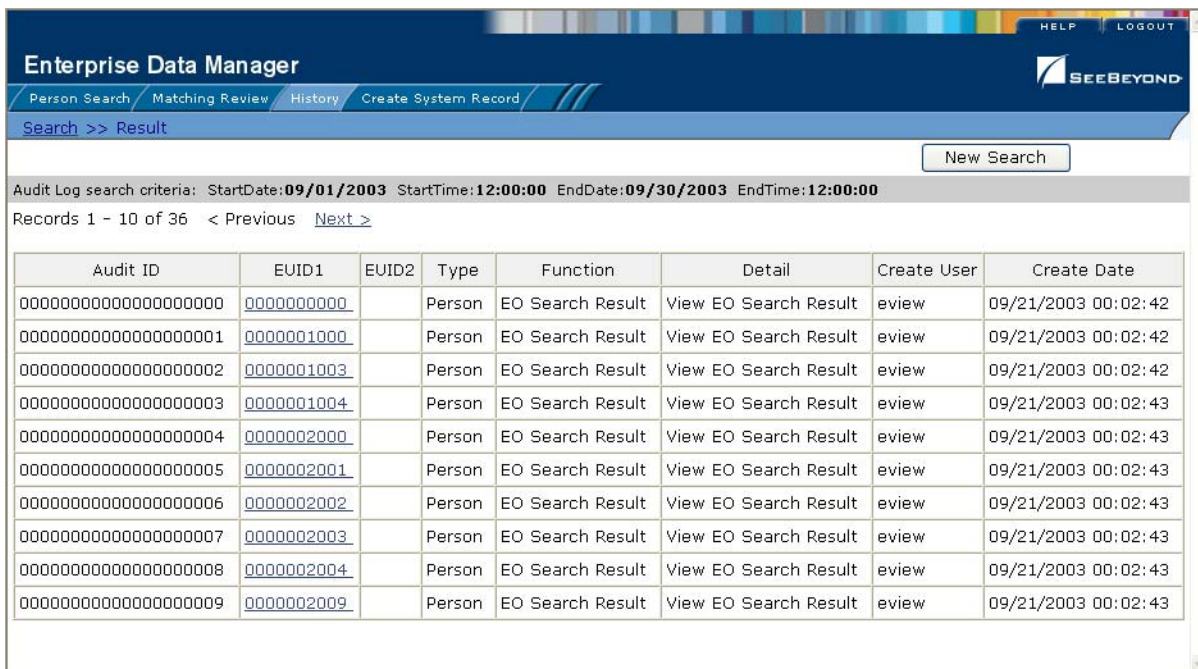 HELP LOGOUT
Enterprise Data Manager
SEEBEYOND
Person Search Matching Review History Create System Record
Search >> Result
New Search
Audit Log search criteria: StartDate:09/01/2003 StartTime:12:00:00 EndDate:09/30/2003 EndTime:12:00:00
Records 1 - 10 of 36 < Previous Next >
Audit ID EUID1 EUID2 Type Function Detail Create User Create Date
00000000000000000000 0000000000 Person EO Search Result View EO Search Result eview 09/21/2003 00:02:42
00000000000000000001 0000001000 Person EO Search Result View EO Search Result eview 09/21/2003 00:02:42
00000000000000000002 0000001003 Person EO Search Result View EO Search Result eview 09/21/2003 00:02:42
00000000000000000003 0000001004 Person EO Search Result View EO Search Result eview 09/21/2003 00:02:43
00000000000000000004 0000002000 Person EO Search Result View EO Search Result eview 09/21/2003 00:02:43
00000000000000000005 0000002001 Person EO Search Result View EO Search Result eview 09/21/2003 00:02:43
00000000000000000006 0000002002 Person EO Search Result View EO Search Result eview 09/21/2003 00:02:43
00000000000000000007 0000002003 Person EO Search Result View EO Search Result eview 09/21/2003 00:02:43
00000000000000000008 0000002004 Person EO Search Result View EO Search Result eview 09/21/2003 00:02:43
00000000000000000009 0000002009 Person EO Search Result View EO Search Result eview 09/21/2003 00:02:43